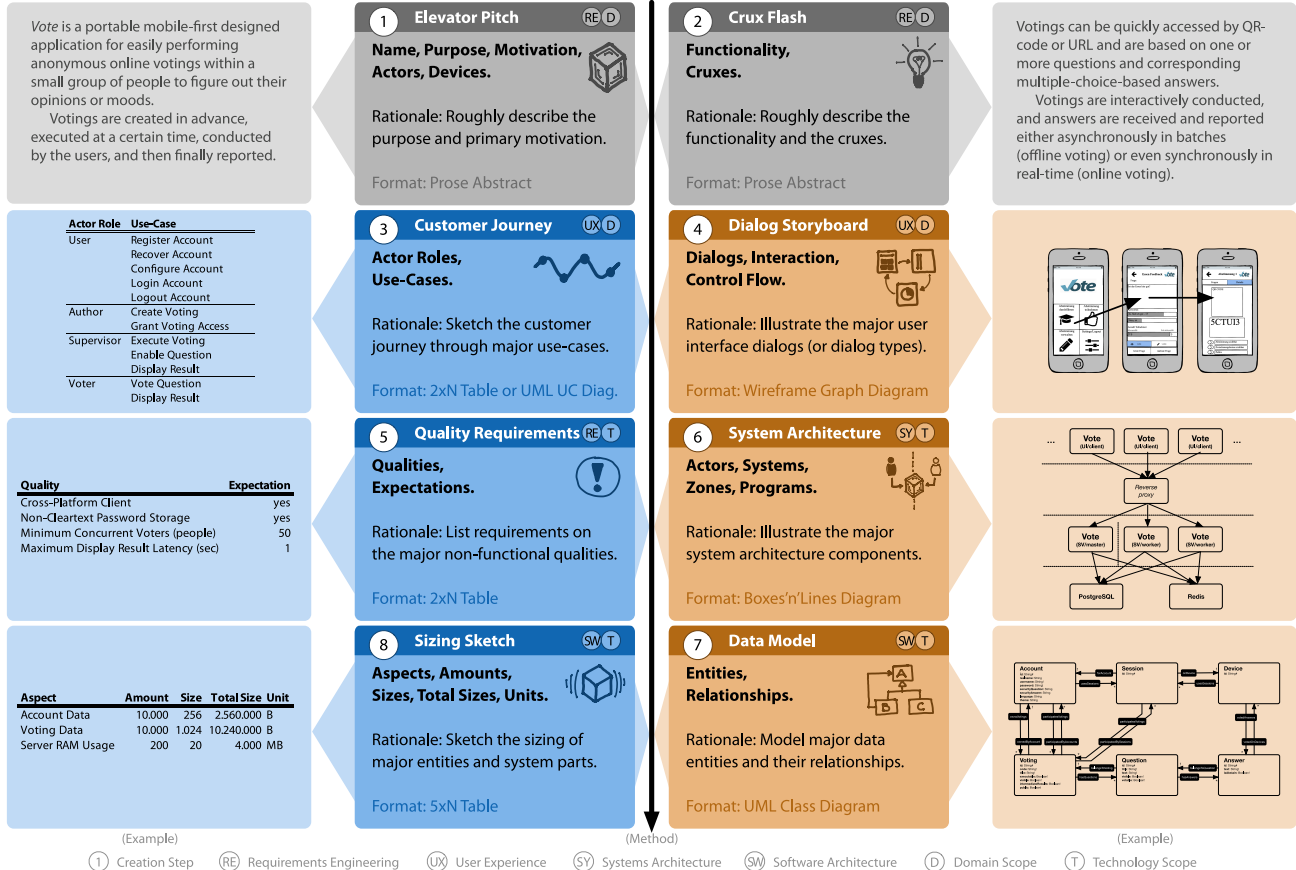 Vote is a portable mobile-first designed
application for easily performing
anonymous online votings within a
small group of people to figure out their
opinions or moods.
Votings are created in advance,
executed at a certain time, conducted
by the users, and then finally reported.
1 Elevator Pitch RE D
Name, Purpose, Motivation,
Actors, Devices.
Rationale: Roughly describe the
purpose and primary motivation.
Format: Prose Abstract
2 Crux Flash RE D
Functionality,
Cruxes.
Rationale: Roughly describe the
functionality and the cruxes.
Format: Prose Abstract
Votings can be quickly accessed by QR-
code or URL and are based on one or
more questions and corresponding
multiple-choice-based answers.
Votings are interactively conducted,
and answers are received and reported
either asynchronously in batches
(offline voting) or even synchronously in
real-time (online voting).
Actor Role Use-Case
User Register Account
Recover Account
Configure Account
Login Account
Logout Account
Author Create Voting
Grant Voting Access
Supervisor Execute Voting
Enable Question
Display Result
Voter Vote Question
Display Result
3 Customer Journey UX D
Actor Roles,
Use-Cases.
Rationale: Sketch the customer
journey through major use-cases.
Format: 2xN Table or UML UC Diag.
4 Dialog Storyboard UX D
Dialogs, Interaction,
Control Flow.
Rationale: Illustrate the major user
interface dialogs (or dialog types).
Format: Wireframe Graph Diagram
Vote
5CTUI3
Quality Expectation
Cross-Platform Client yes
Non-Cleartext Password Storage yes
Minimum Concurrent Voters (people) 50
Maximum Display Result Latency (sec) 1
5 Quality Requirements RE T
Qualities,
Expectations.
Rationale: List requirements on
the major non-functional qualities.
Format: 2xN Table
6 System Architecture SY T
Actors, Systems,
Zones, Programs.
Rationale: Illustrate the major
system architecture components.
Format: Boxes'n'Lines Diagram
... Vote Vote Vote ...
(UI/client) (UI/client) (UI/client)
Reverse
proxy
Vote Vote Vote
(SV/master) (SV/worker) (SV/worker)
PostgreSQL Redis
Aspect Amount Size Total Size Unit
Account Data 10.000 256 2.560.000 B
Voting Data 10.000 1.024 10.240.000 B
Server RAM Usage 200 20 4.000 MB
8 Sizing Sketch SW T
Aspects, Amounts,
Sizes, Total Sizes, Units.
Rationale: Sketch the sizing of
major entities and system parts.
Format: 5xN Table
7 Data Model SW T
Entities,
Relationships.
A
B C
Rationale: Model major data
entities and their relationships.
Format: UML Class Diagram
Account Session Device
Voting Question Answer
(Example) (Method) (Example)
1 Creation Step RE Requirements Engineering UX User Experience SY Systems Architecture SW Software Architecture D Domain Scope T Technology Scope